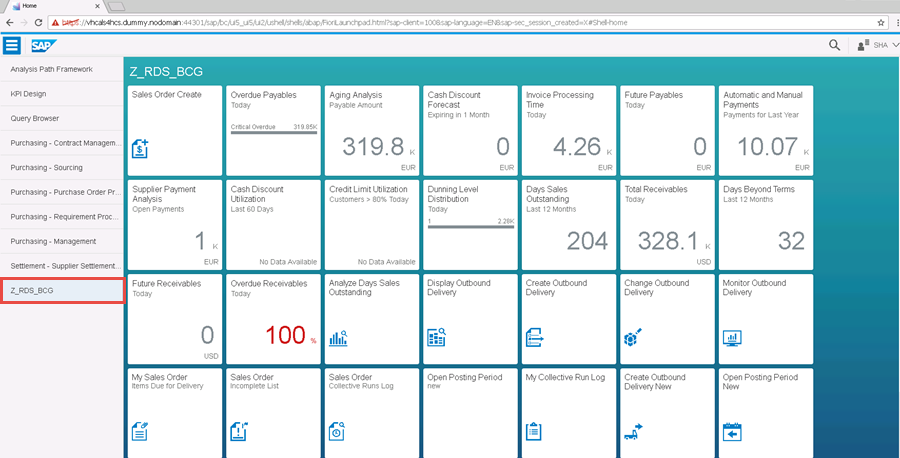 Home
https://vhcals4hcs.dummy.nodomain:44301/sap/bc/ui5_ui5/ui2/ushell/shells/abap/FioriLaunchpad.html?sap-client=100&sap-language=EN&sap-sec_session_created=X#Shell-home
SAP
SHA
Analysis Path Framework
KPI Design
Query Browser
Purchasing - Contract Managem...
Purchasing - Sourcing
Purchasing - Purchase Order Pr...
Purchasing - Requirement Proc...
Purchasing - Management
Settlement - Supplier Settlement...
Z_RDS_BCG
Z_RDS_BCG
Sales Order Create
Overdue Payables
Today
Critical Overdue 319.85K
Aging Analysis
Payable Amount
319.8 K
EUR
Cash Discount
Forecast
Expiring in 1 Month
0
EUR
Invoice Processing
Time
Today
4.26 K
EUR
Future Payables
Today
0
EUR
Automatic and Manual
Payments
Payments for Last Year
10.07 K
EUR
Supplier Payment
Analysis
Open Payments
1 K
EUR
Cash Discount
Utilization
Last 60 Days
No Data Available
Credit Limit Utilization
Customers > 80% Today
No Data Available
Dunning Level
Distribution
Today
1 2.28K
Days Sales
Outstanding
Last 12 Months
204
Total Receivables
Last 12 Months
328.1 K
USD
Days Beyond Terms
Last 12 Months
32
Future Receivables
Today
0
USD
Overdue Receivables
Today
100 %
Analyze Days Sales
Outstanding
Display Outbound
Delivery
Create Outbound
Delivery
Change Outbound
Delivery
Monitor Outbound
Delivery
My Sales Order
Items Due for Delivery
Sales Order
Incomplete List
Sales Order
Collective Runs Log
Open Posting Period
new
My Collective Run Log
Create Outbound
Delivery New
Open Posting Period
New